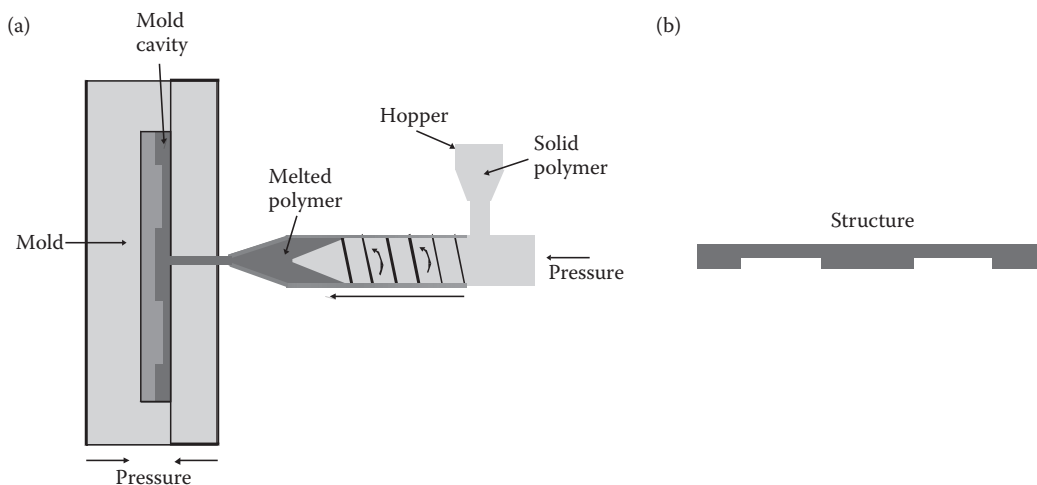 (a)
Mold
cavity
(b)
Hopper
Solid
polymer
Melted
polymer
Mold
Pressure
Pressure
Structure